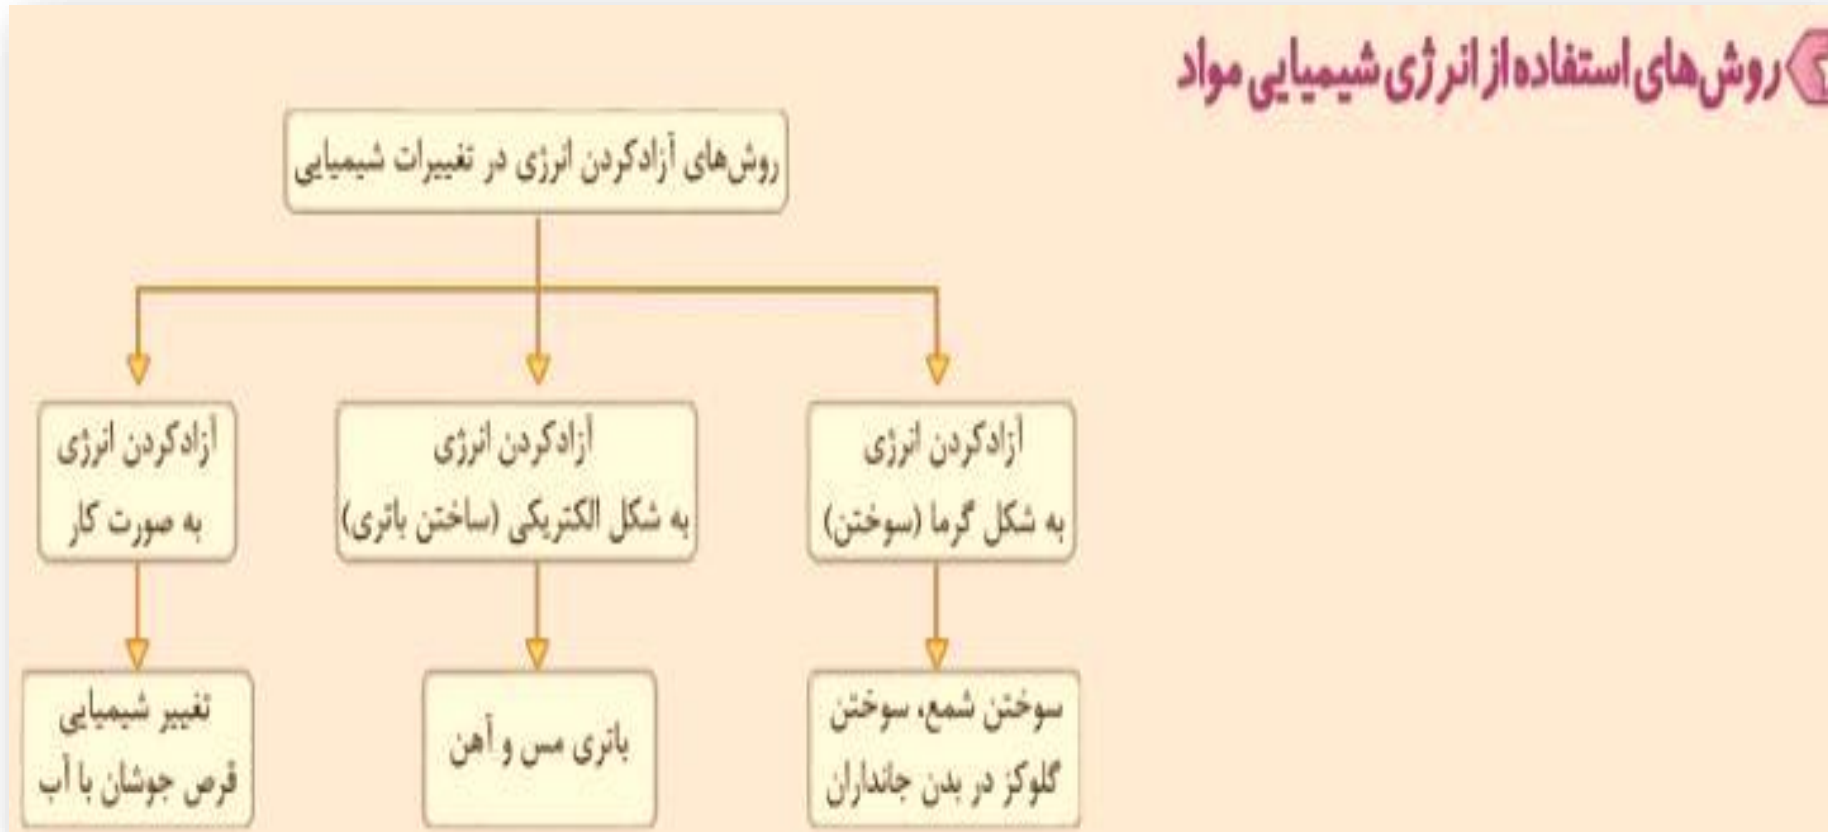 روش‌های استفاده از انرژی شیمیایی مواد
روش‌های آزادکردن انرژی در تغییرات شیمیایی
آزادکردن انرژی
به شکل گرما (سوختن)
آزادکردن انرژی
به شکل الکتریکی (ساختن باتری)
آزادکردن انرژی
به صورت کار
سوختن شمع، سوختن
گلوکز در بدن جانداران
باتری مس و آهن
تغییر شیمیایی
قرص جوشان با آب